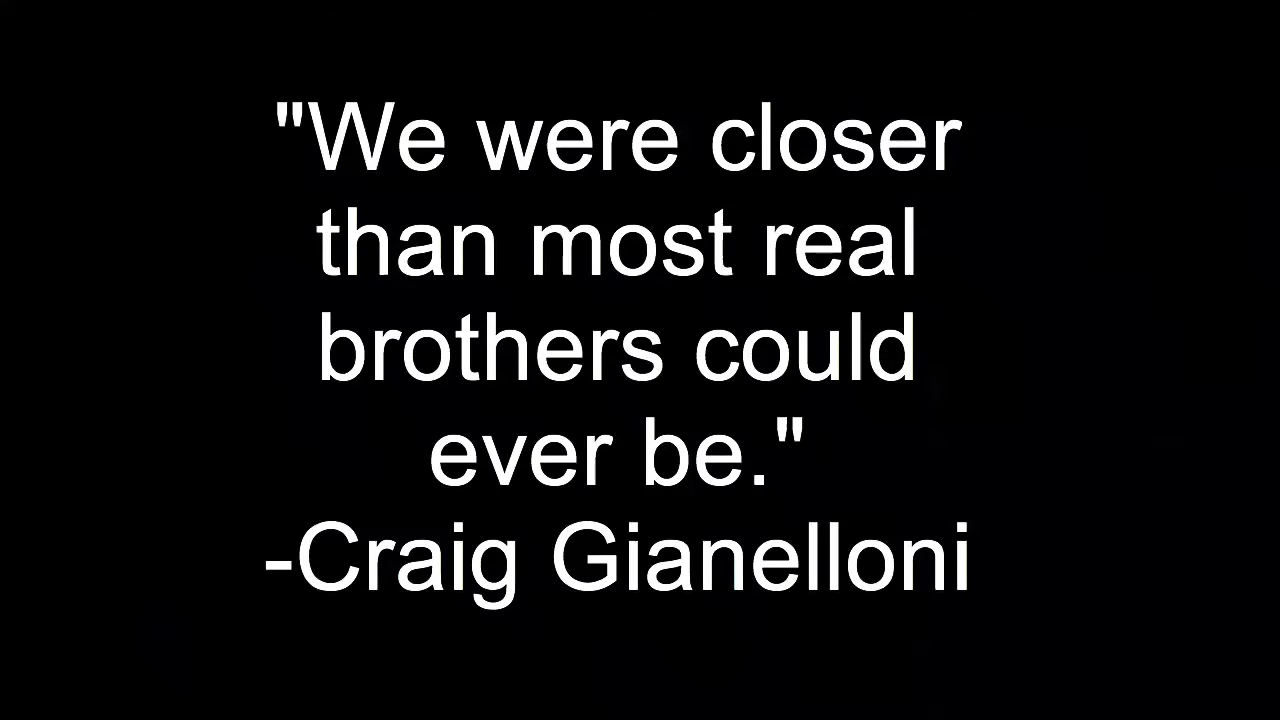 "We were closer
than most real
brothers could
ever be."
-Craig Gianelloni